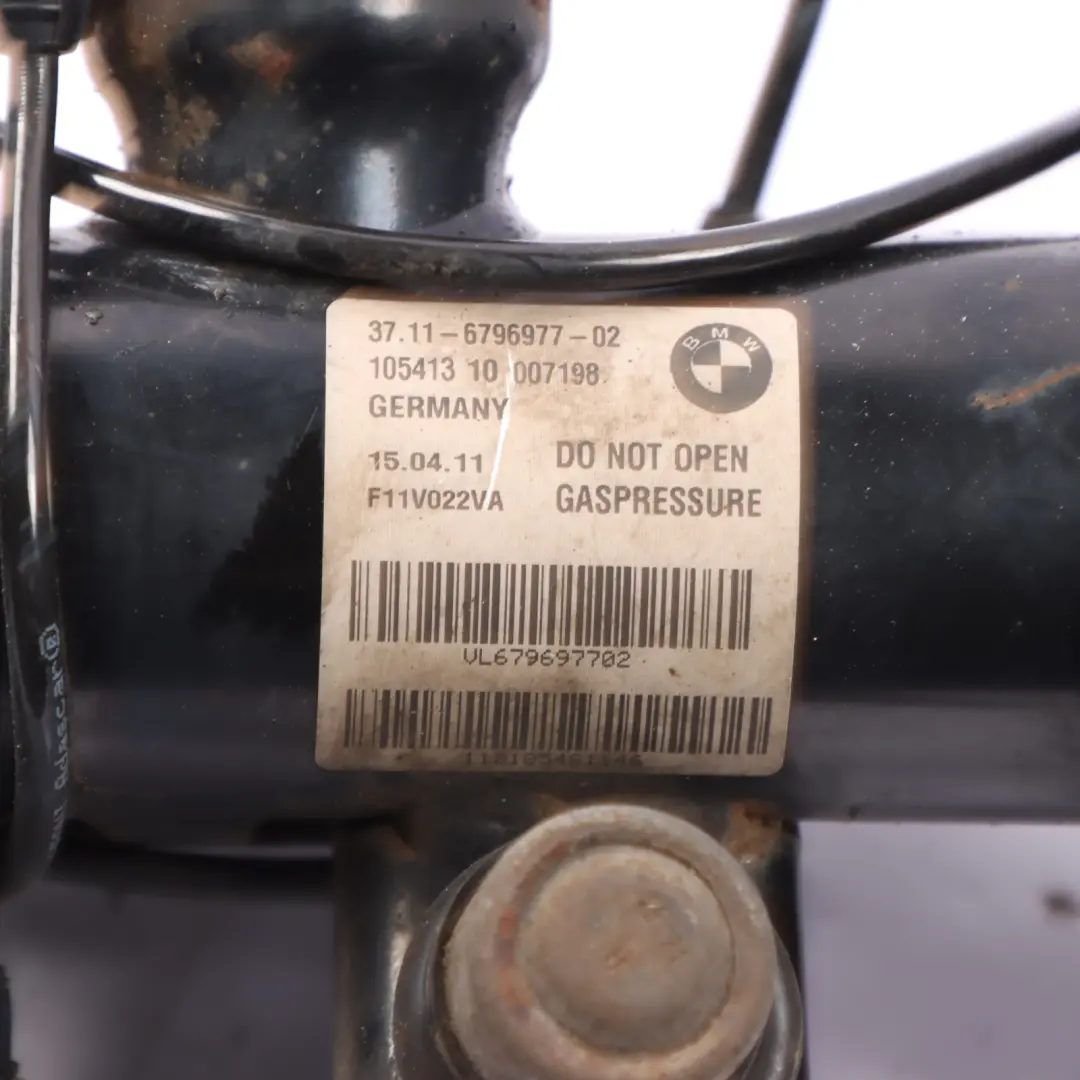 37.11-6796977-02
BMW
105413 10 007198
GERMANY
15.04.11
DO NOT OPEN
F11V022VA
GASPRESSURE
VL679697702